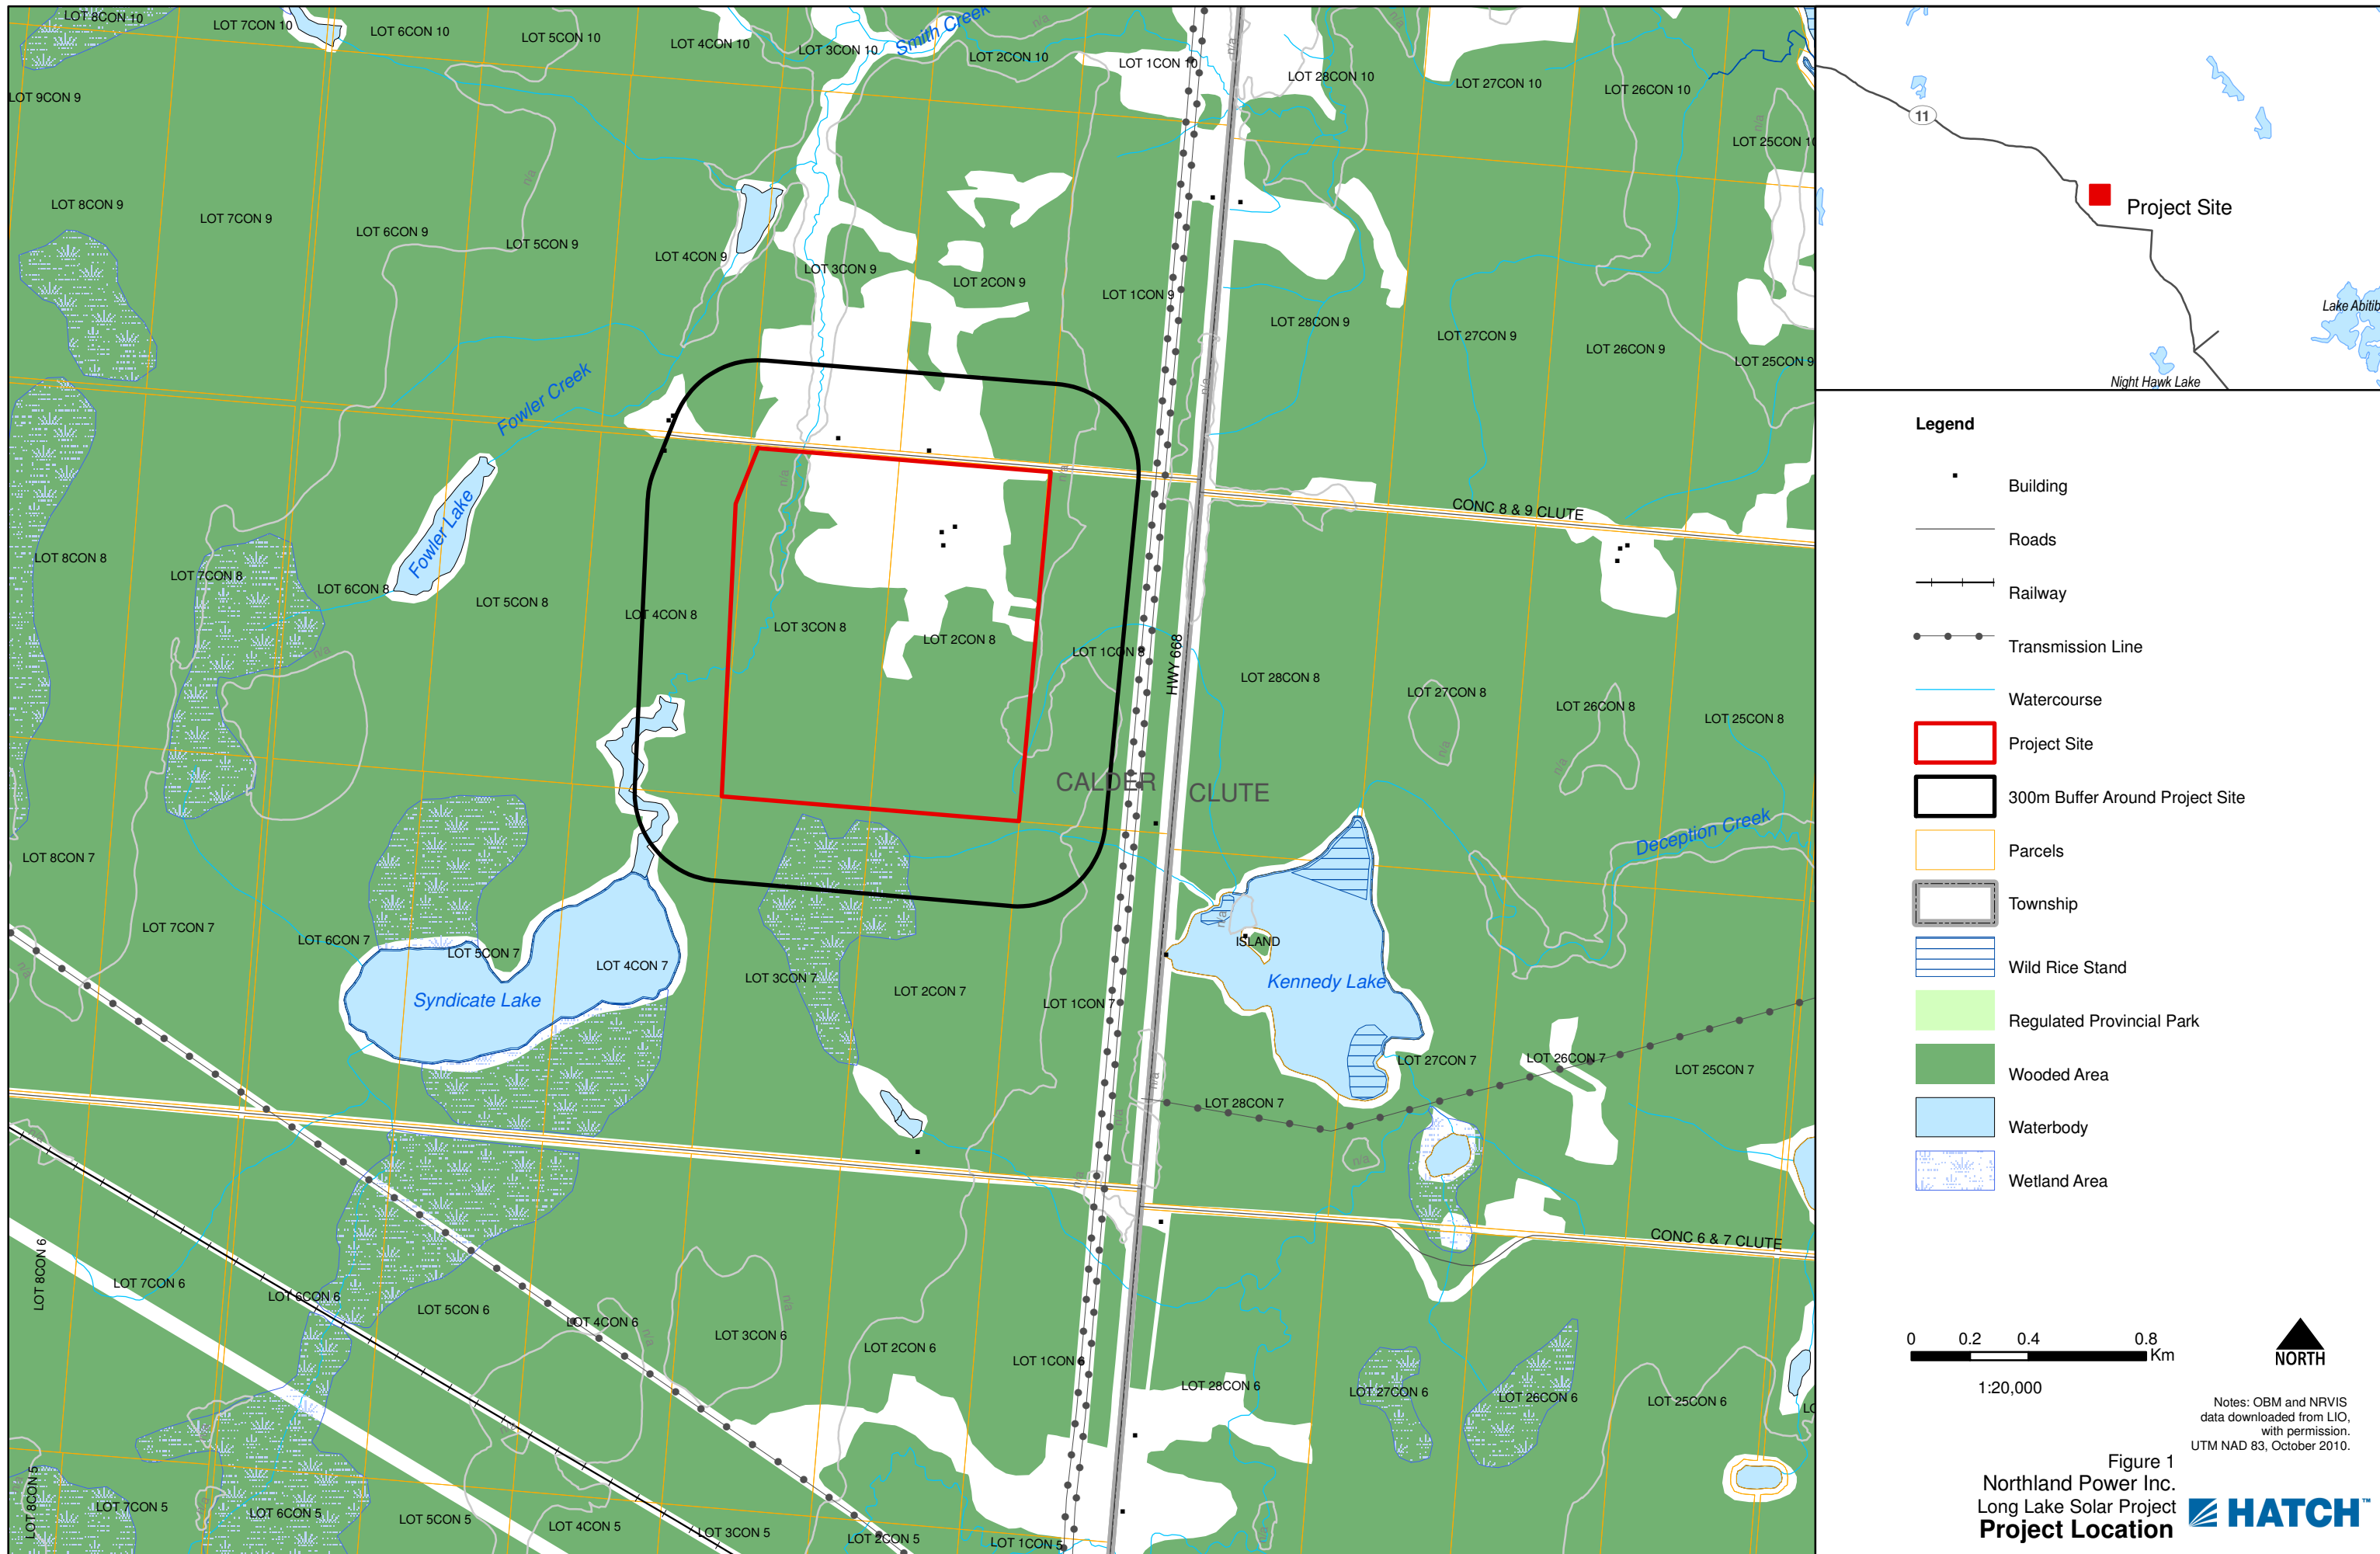 LOT 8CON 10
LOT 7CON 10
LOT 6CON 10
LOT 5CON 10
LOT 4CON 10
LOT 3CON 10
Smith Creek
LOT 2CON 10
LOT 1CON 10
LOT 28CON 10
LOT 27CON 10
LOT 26CON 10
LOT 25CON 10
n/a
n/a
n/a
n/a
LOT 9CON 9
LOT 8CON 9
LOT 7CON 9
LOT 6CON 9
LOT 5CON 9
LOT 4CON 9
LOT 3CON 9
LOT 2CON 9
LOT 1CON 9
LOT 28CON 9
LOT 27CON 9
LOT 26CON 9
LOT 25CON 9
n/a
n/a
Fowler Creek
CONC 8 & 9 CLUTE
Fowler Lake
n/a
n/a
LOT 8CON 8
LOT 7CON 8
LOT 6CON 8
LOT 5CON 8
LOT 4CON 8
LOT 3CON 8
LOT 2CON 8
LOT 1CON 8
HWY 668
LOT 28CON 8
LOT 27CON 8
LOT 26CON 8
LOT 25CON 8
n/a
n/a
n/a
CALDER
CLUTE
Deception Creek
LOT 8CON 7
LOT 7CON 7
LOT 6CON 7
LOT 5CON 7
LOT 4CON 7
LOT 3CON 7
LOT 2CON 7
LOT 1CON 7
Syndicate Lake
n/a
n/a
ISLAND
Kennedy Lake
LOT 28CON 7
LOT 27CON 7
LOT 26CON 7
LOT 25CON 7
n/a
n/a
n/a
n/a
n/a
CONC 6 & 7 CLUTE
LOT 8CON 6
LOT 7CON 6
LOT 6CON 6
LOT 5CON 6
LOT 4CON 6
LOT 3CON 6
LOT 2CON 6
LOT 1CON 6
LOT 28CON 6
LOT 27CON 6
LOT 26CON 6
LOT 25CON 6
n/a
n/a
n/a
n/a
n/a
n/a
LOT 8CON 5
LOT 7CON 5
LOT 6CON 5
LOT 5CON 5
LOT 4CON 5
LOT 3CON 5
LOT 2CON 5
LOT 1CON 5
11
Project Site
Lake Abitib
Night Hawk Lake
Legend
Building
Roads
Railway
Transmission Line
Watercourse
Project Site
300m Buffer Around Project Site
Parcels
Township
Wild Rice Stand
Regulated Provincial Park
Wooded Area
Waterbody
Wetland Area
0 0.2 0.4 0.8
Km
1:20,000
NORTH
Notes: OBM and NRVIS
data downloaded from LIO,
with permission.
UTM NAD 83, October 2010.
Figure 1
Northland Power Inc.
Long Lake Solar Project
Project Location
HATCH™